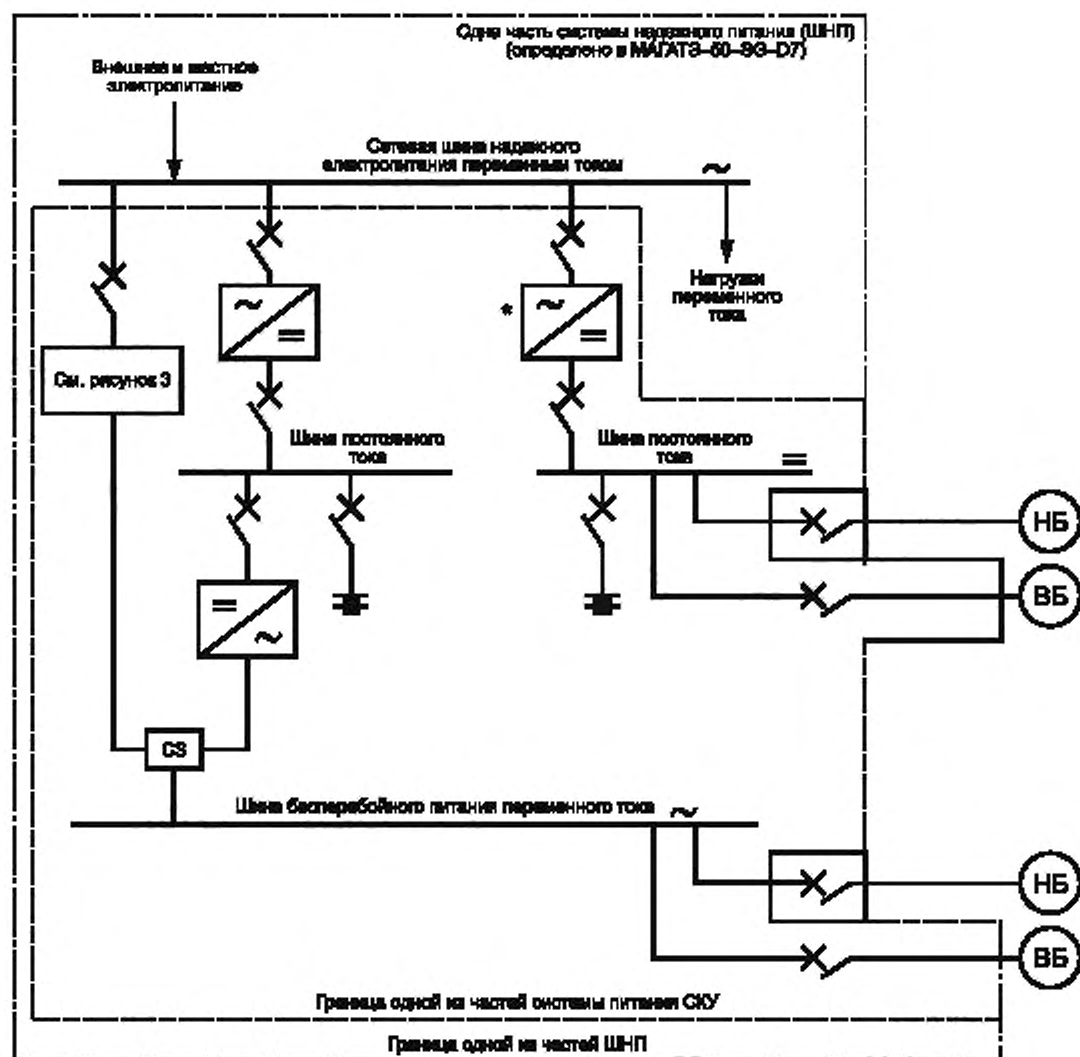 Одна часть системы надежного питания (ШНП)
(определено в МАГАТЭ–50–SG–D7)
Внешнее и местное
электропитание
Сетевая шина надежного
электропитания переменным током
~
Нагрузки
переменного
тока
~
=
*
~
=
См. рисунок 3
Шина постоянного
тока
Шина постоянного
тока
=
НБ
ВБ
=
~
CS
Шина бесперебойного питания переменного тока ~
НБ
ВБ
Граница одной из частей системы питания СКУ
Граница одной из частей ШНП